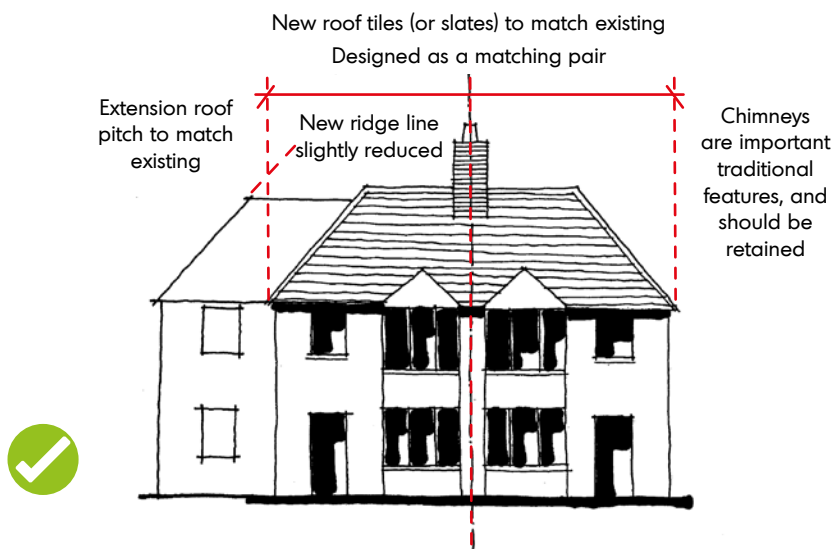 New roof tiles (or slates) to match existing
Designed as a matching pair
Extension roof
pitch to match
existing
New ridge line
slightly reduced
Chimneys
are important
traditional
features, and
should be
retained